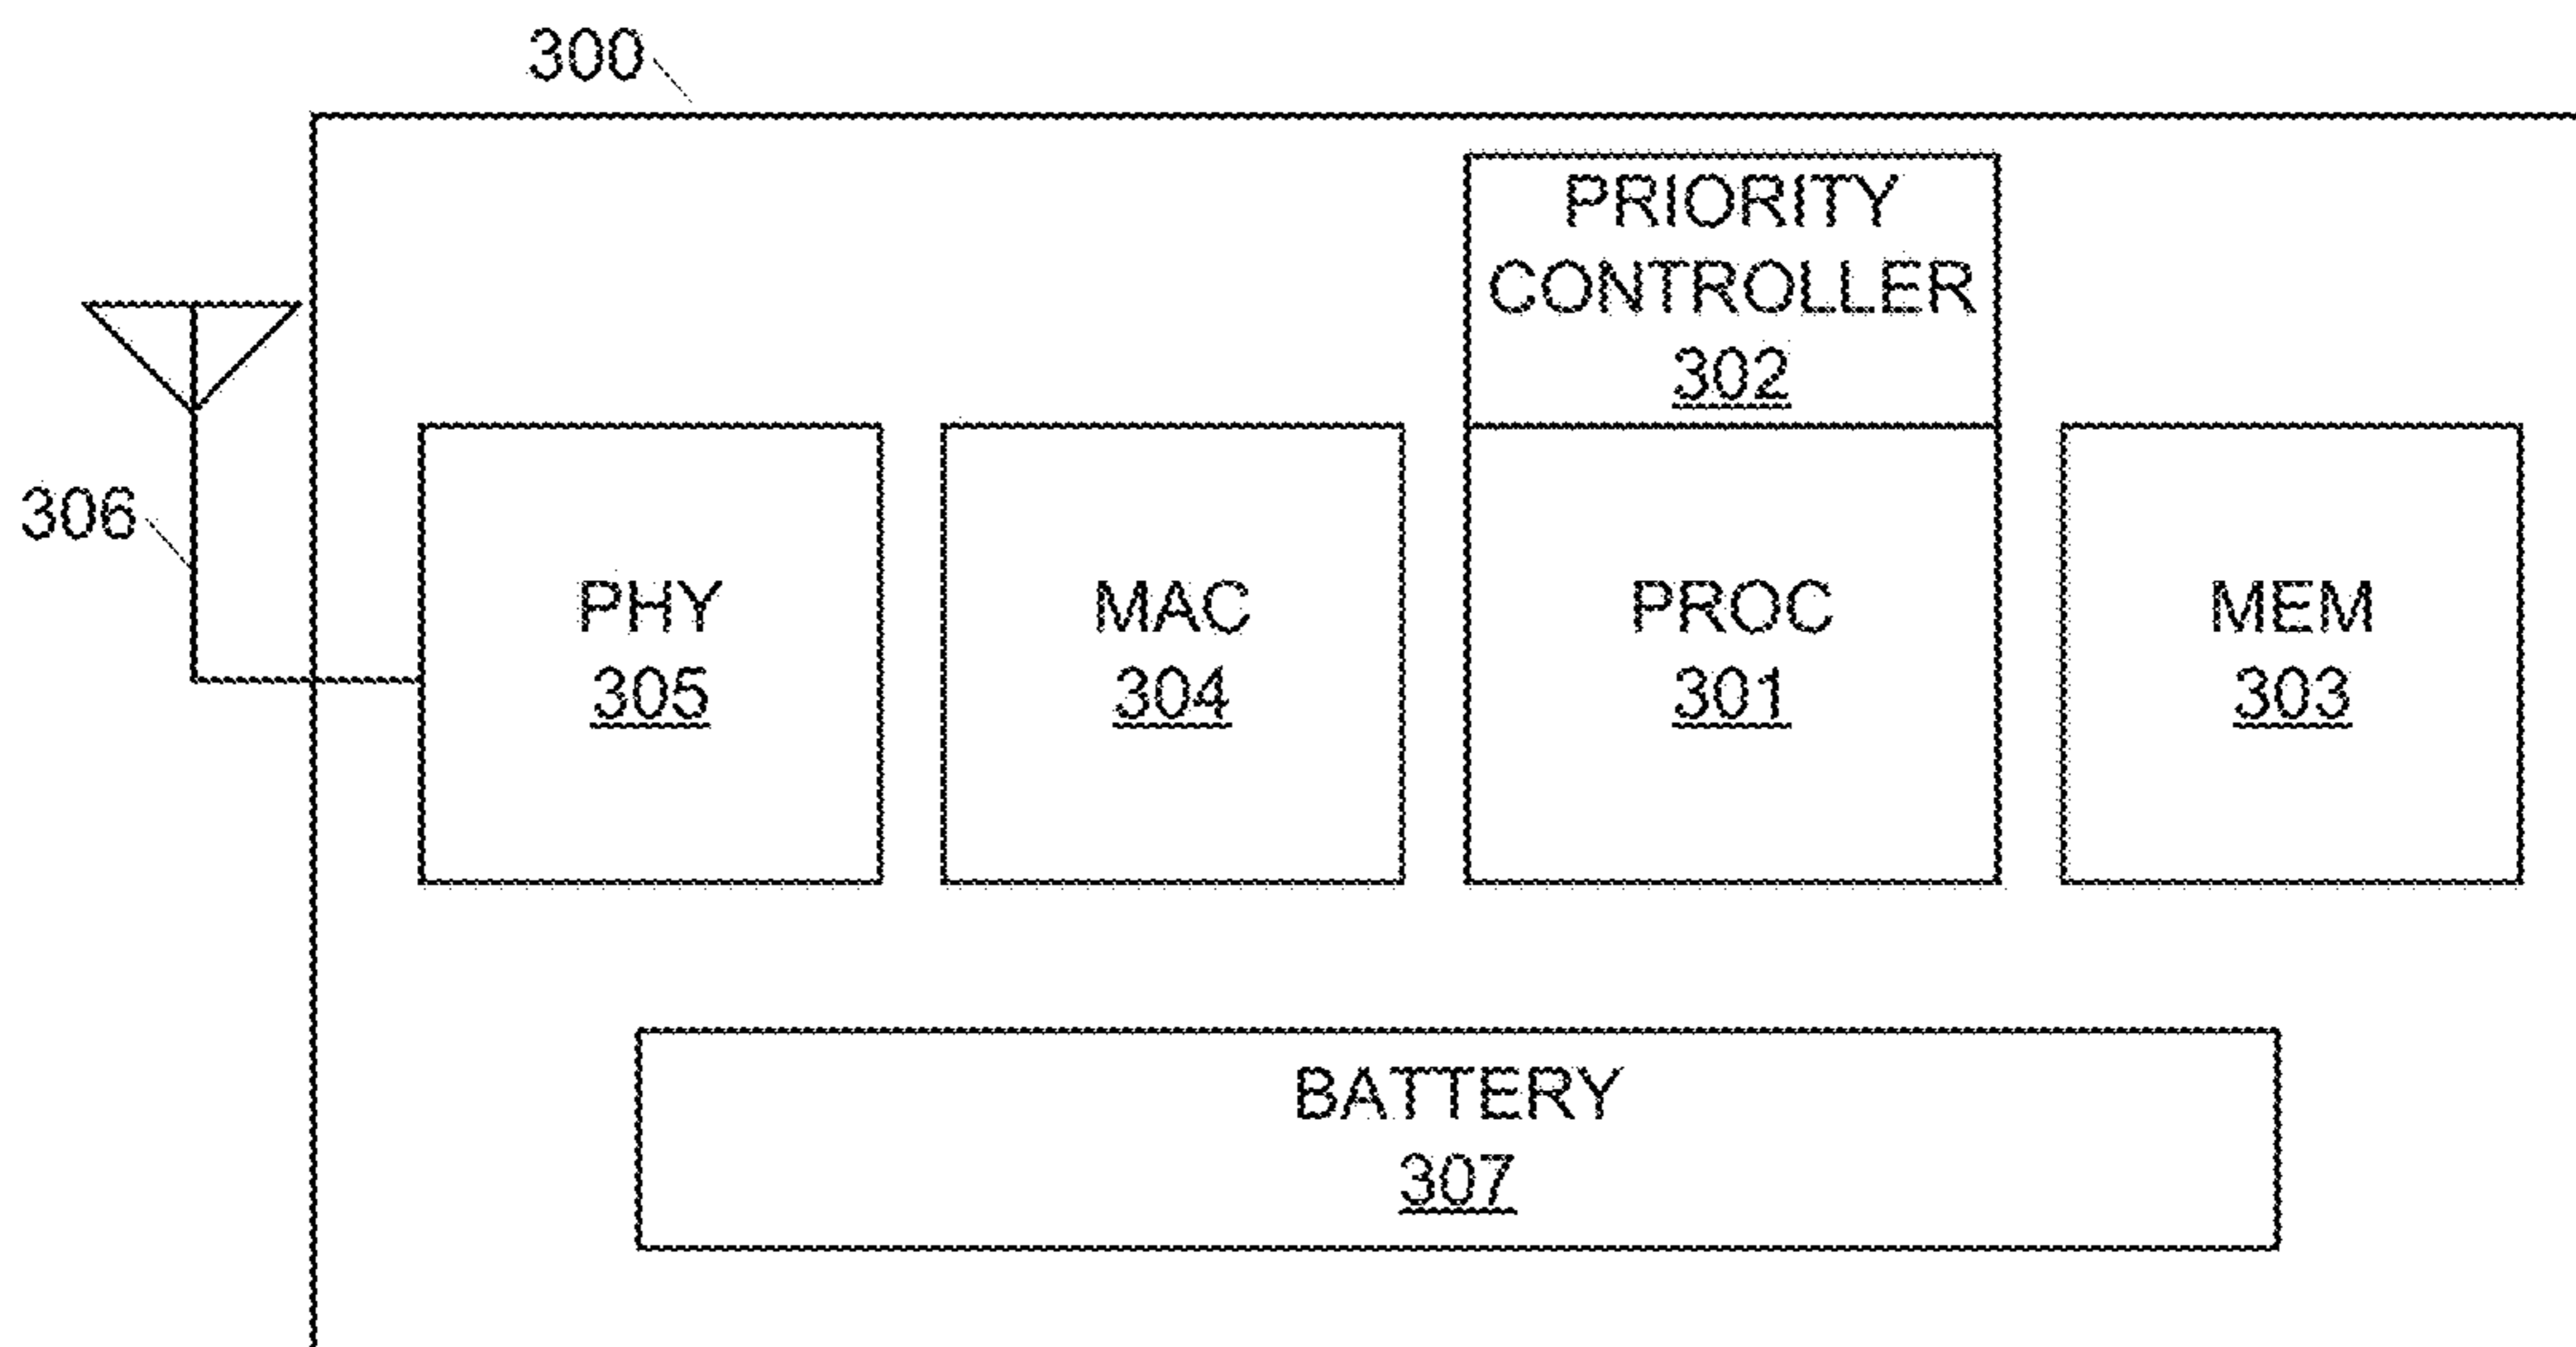 300
PRIORITY
CONTROLLER
302
306
PHY
305
MAC
304
PROC
301
MEM
303
BATTERY
307